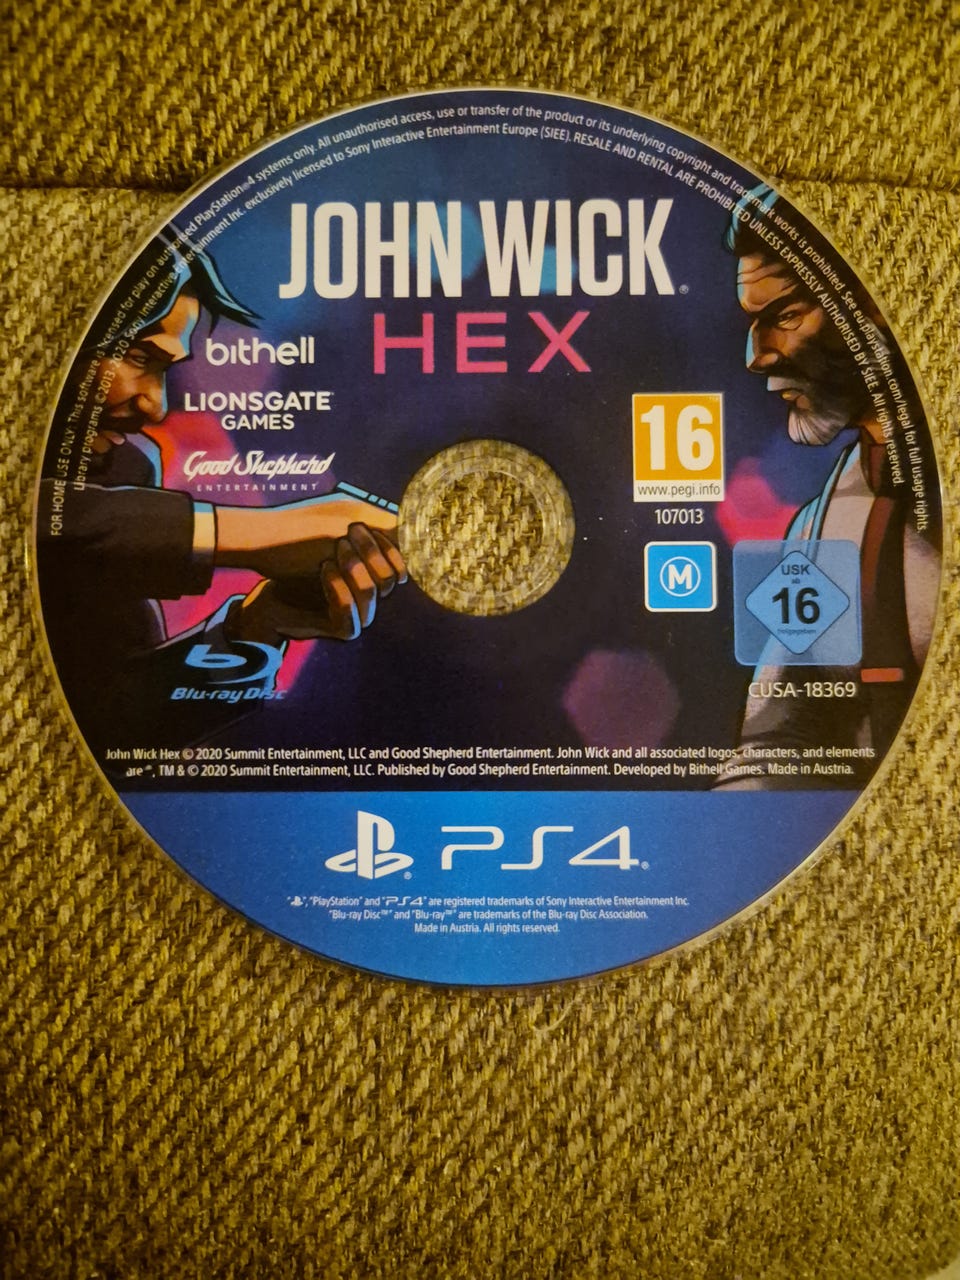 FOR HOME USE ONLY. This software is licensed for play on authorised PlayStation®4 systems only. All unauthorised access, use or transfer of the product or its underlying copyright and trademark works is prohibited. See eu.playstation.com/legal for full usage rights.
Library programs ©2013-2020 Sony Interactive Entertainment Inc. exclusively licensed to Sony Interactive Entertainment Europe (SIEE). RESALE AND RENTAL ARE PROHIBITED UNLESS EXPRESSLY AUTHORISED BY SIEE. All rights reserved.
JOHN WICK®
HEX
bithell
LIONSGATE
GAMES
Good Shepherd
ENTERTAINMENT
16
www.pegi.info
107013
M
USK
ab
16
freigegeben
CUSA-18369
Blu-ray Disc
John Wick Hex © 2020 Summit Entertainment, LLC and Good Shepherd Entertainment. John Wick and all associated logos, characters, and elements
are ℠, TM & © 2020 Summit Entertainment, LLC. Published by Good Shepherd Entertainment. Developed by Bithell Games. Made in Austria.
PS4®
" ", "PlayStation" and "PS4" are registered trademarks of Sony Interactive Entertainment Inc.
"Blu-ray Disc™" and "Blu-ray™" are trademarks of the Blu-ray Disc Association.
Made in Austria. All rights reserved.